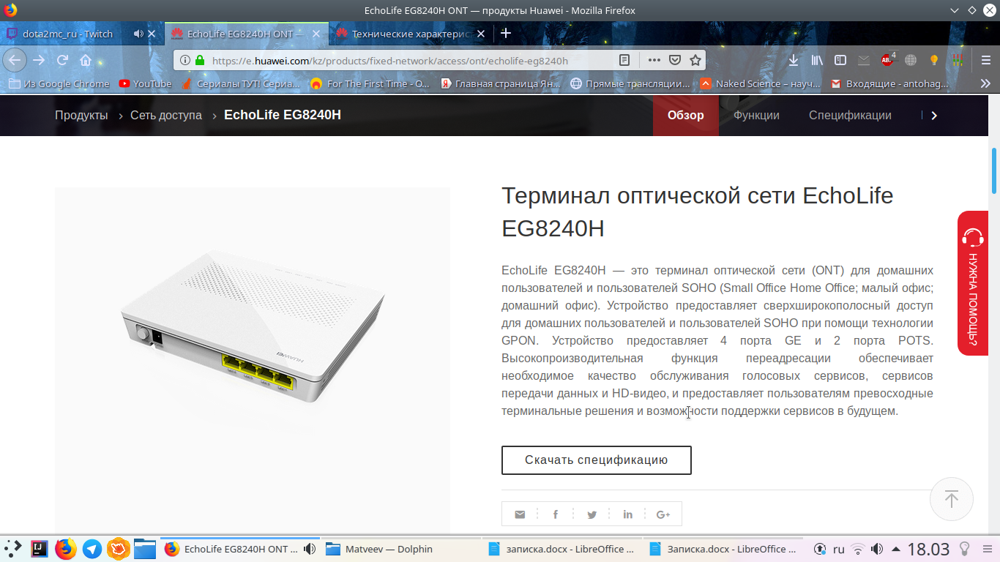 EchoLife EG8240H ONT — продукты Huawei - Mozilla Firefox
dota2mc_ru - Twitch
EchoLife EG8240H ONT —
Технические характерис
https://e.huawei.com/kz/products/fixed-network/access/ont/echolife-eg8240h
ABP
4
Из Google Chrome
YouTube
Сериалы ТУТ! Сериа...
For The First Time - O...
Главная страница Ян...
Прямые трансляции...
Naked Science – науч...
Входящие - antohag...
Продукты
Сеть доступа
EchoLife EG8240H
Обзор
Функции
Спецификации
Терминал оптической сети EchoLife
EG8240H
EchoLife EG8240H — это терминал оптической сети (ONT) для домашних
пользователей и пользователей SOHO (Small Office Home Office; малый офис;
домашний офис). Устройство предоставляет сверхширокополосный доступ
для домашних пользователей и пользователей SOHO при помощи технологии
GPON. Устройство предоставляет 4 порта GE и 2 порта POTS.
Высокопроизводительная функция переадресации обеспечивает
необходимое качество обслуживания голосовых сервисов, сервисов
передачи данных и HD-видео, и предоставляет пользователям превосходные
терминальные решения и возможности поддержки сервисов в будущем.
НУЖНА ПОМОЩЬ?
HUAWEI
Скачать спецификацию
EchoLife EG8240H ONT ...
Matveev — Dolphin
записка.docx - LibreOffice ...
Записка.docx - LibreOffice ...
ru
18.03